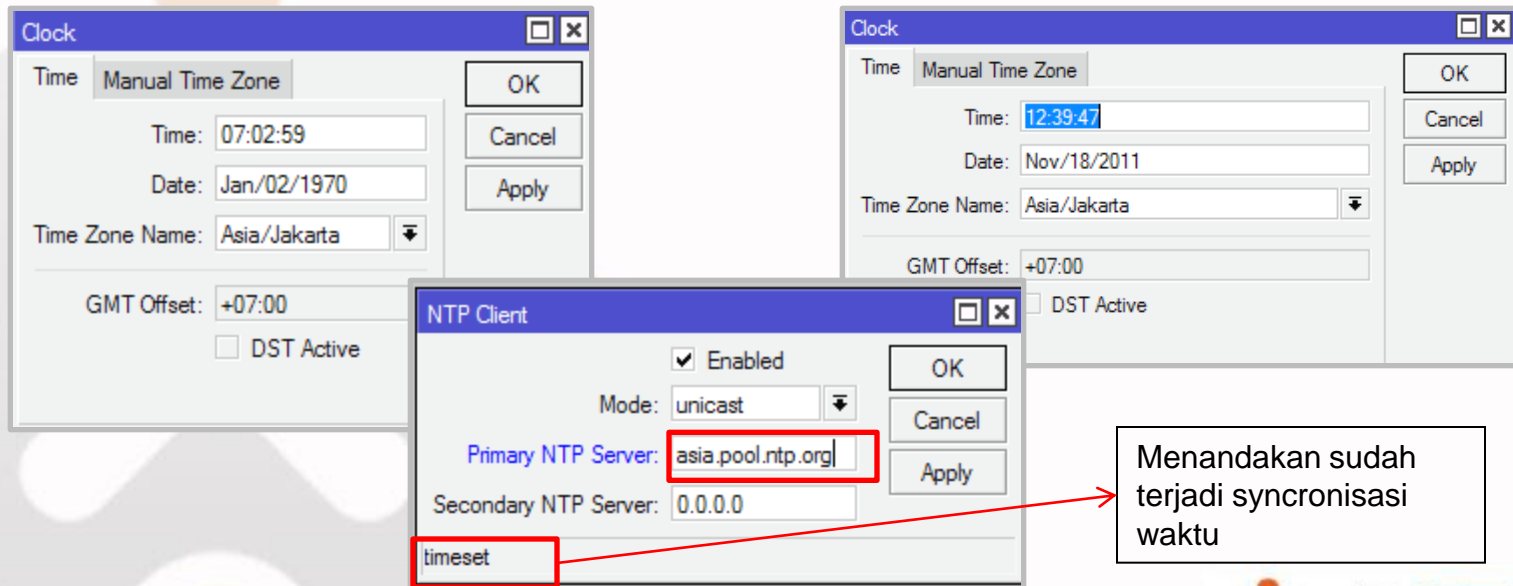 Clock
Time Manual Time Zone
OK
Time: 07:02:59
Cancel
Date: Jan/02/1970
Apply
Time Zone Name: Asia/Jakarta
GMT Offset: +07:00
DST Active
Clock
Time Manual Time Zone
OK
Time: 12:39:47
Cancel
Date: Nov/18/2011
Apply
Time Zone Name: Asia/Jakarta
GMT Offset: +07:00
DST Active
NTP Client
Enabled
OK
Mode: unicast
Cancel
Primary NTP Server: asia.pool.ntp.org
Apply
Secondary NTP Server: 0.0.0.0
timeset
Menandakan sudah
terjadi syncronisasi
waktu